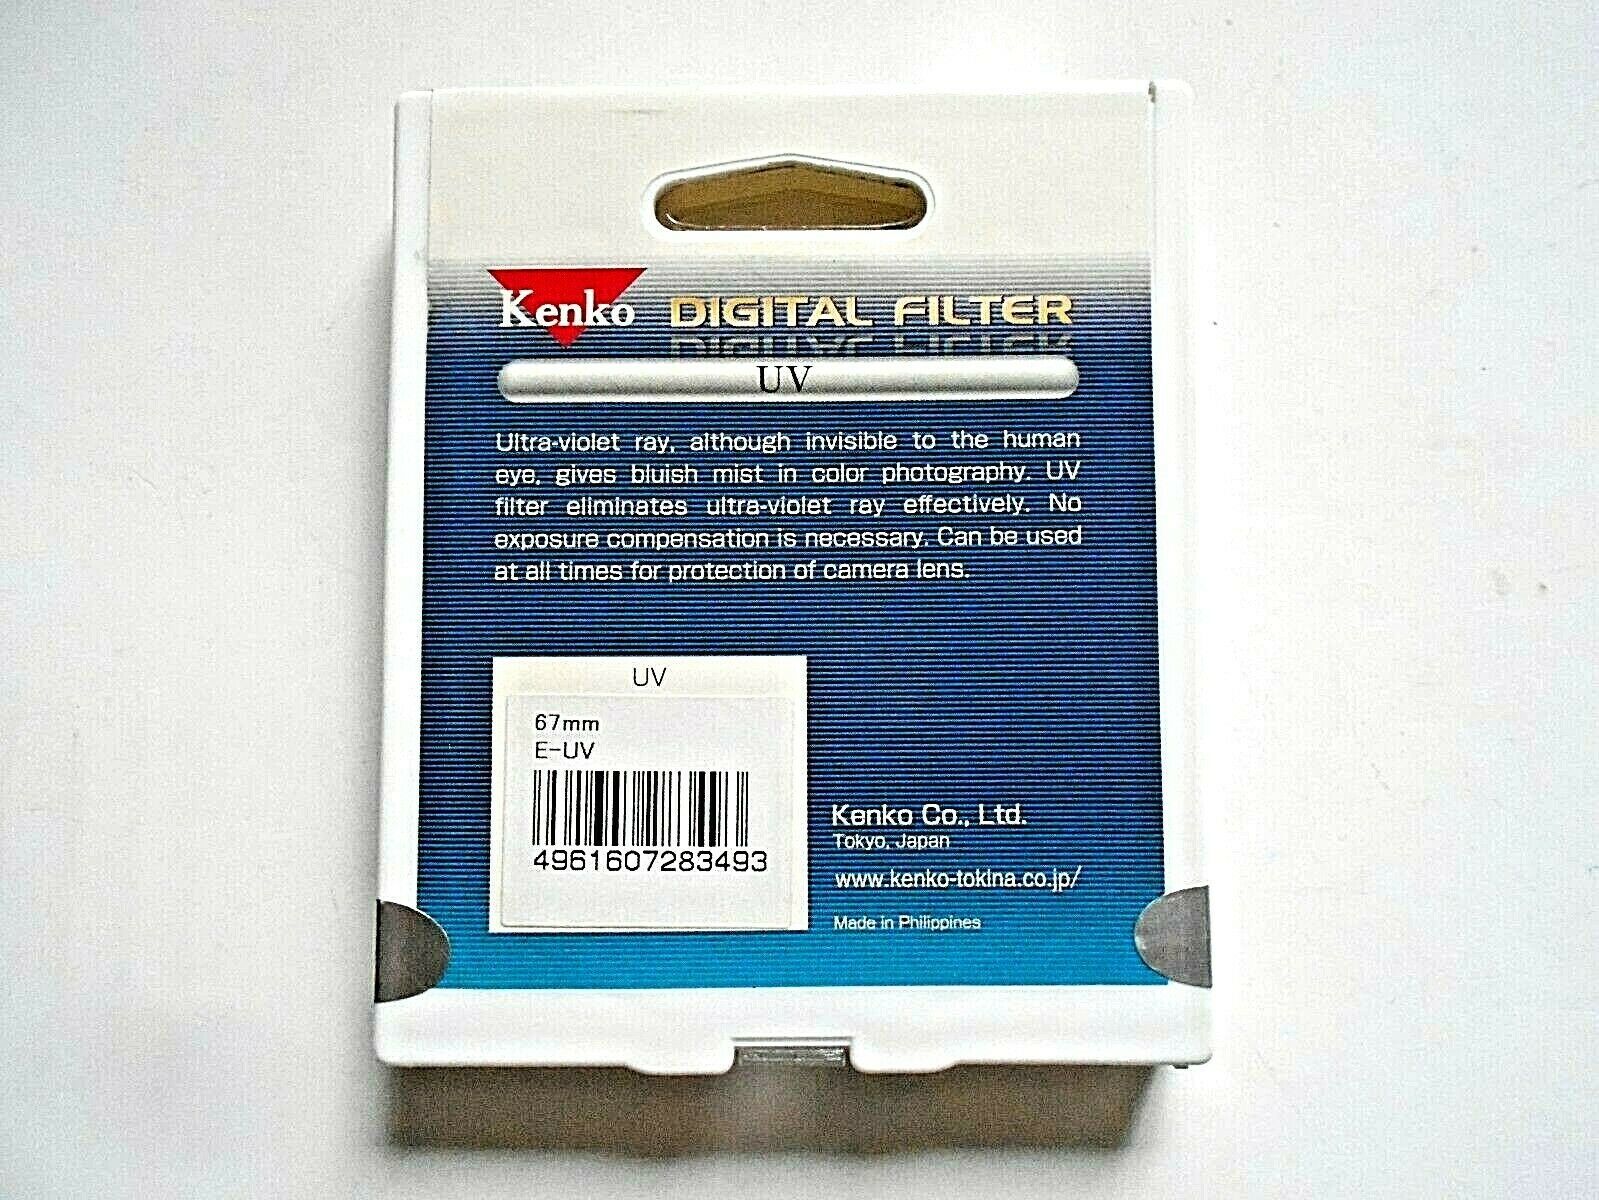 Kenko DIGITAL FILTER
UV
Ultra-violet ray, although invisible to the human
eye, gives bluish mist in color photography. UV
filter eliminates ultra-violet ray effectively. No
exposure compensation is necessary. Can be used
at all times for protection of camera lens.
UV
67mm
E-UV
4961607283493
Kenko Co., Ltd.
Tokyo, Japan
www.kenko-tokina.co.jp/
Made in Philippines